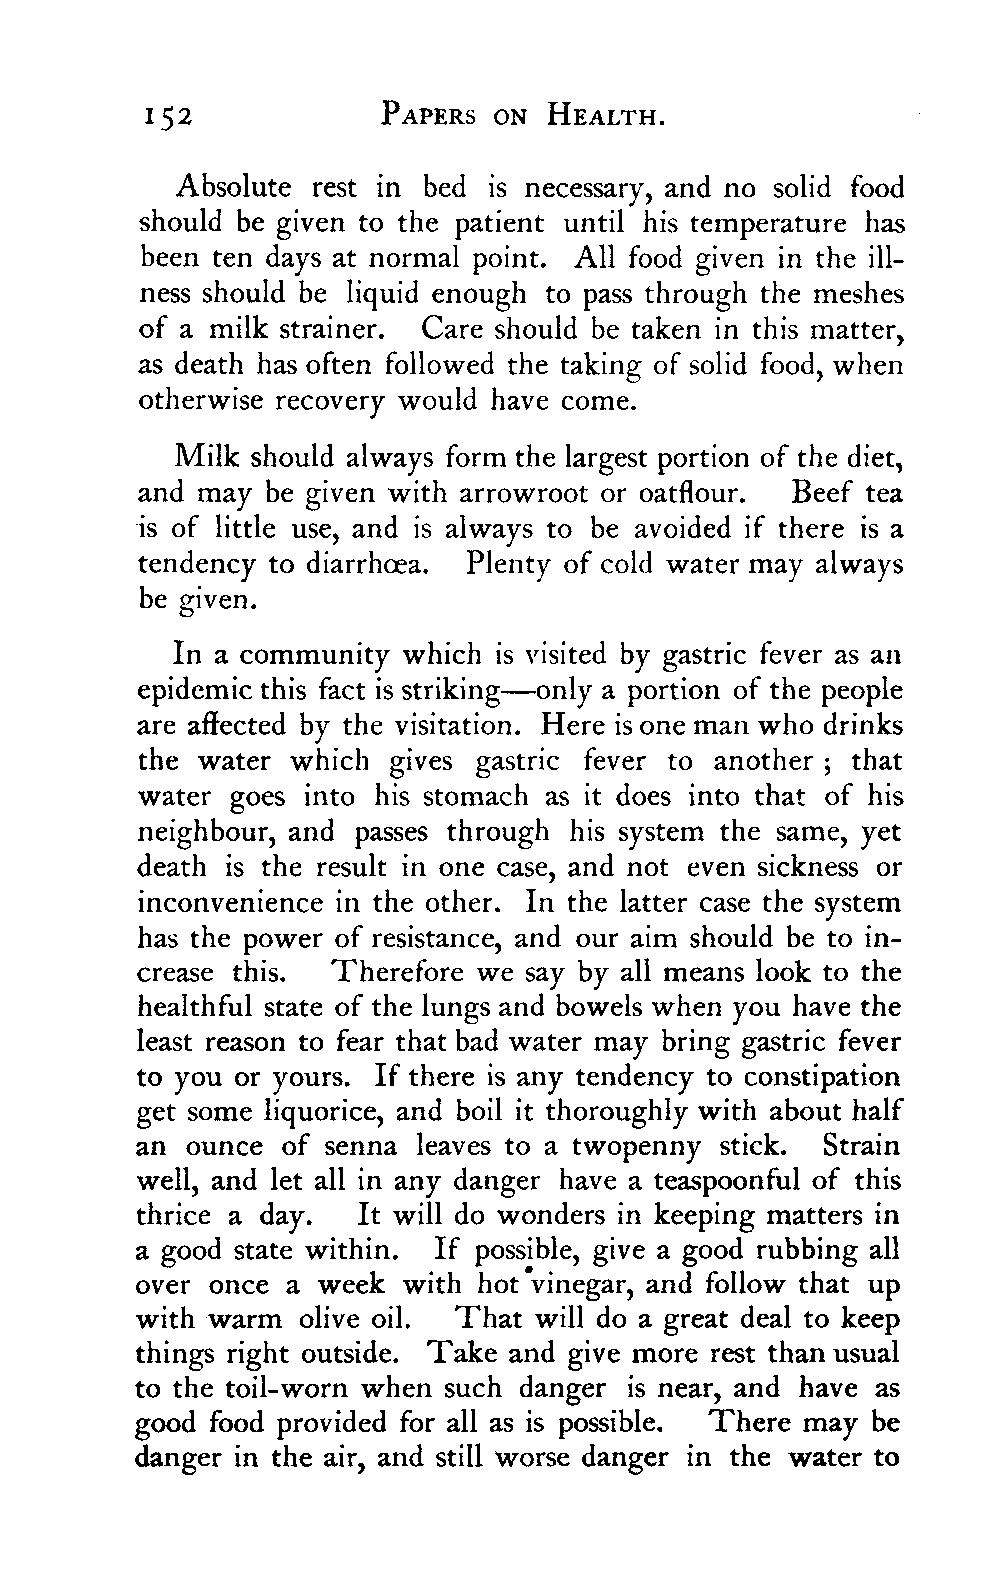 152 PAPERS ON HEALTH.
Absolute rest in bed is necessary, and no solid food
should be given to the patient until his temperature has
been ten days at normal point. All food given in the ill-
ness should be liquid enough to pass through the meshes
of a milk strainer. Care should be taken in this matter,
as death has often followed the taking of solid food, when
otherwise recovery would have come.
Milk should always form the largest portion of the diet,
and may be given with arrowroot or oatflour. Beef tea
is of little use, and is always to be avoided if there is a
tendency to diarrhœa. Plenty of cold water may always
be given.
In a community which is visited by gastric fever as an
epidemic this fact is striking—only a portion of the people
are affected by the visitation. Here is one man who drinks
the water which gives gastric fever to another ; that
water goes into his stomach as it does into that of his
neighbour, and passes through his system the same, yet
death is the result in one case, and not even sickness or
inconvenience in the other. In the latter case the system
has the power of resistance, and our aim should be to in-
crease this. Therefore we say by all means look to the
healthful state of the lungs and bowels when you have the
least reason to fear that bad water may bring gastric fever
to you or yours. If there is any tendency to constipation
get some liquorice, and boil it thoroughly with about half
an ounce of senna leaves to a twopenny stick. Strain
well, and let all in any danger have a teaspoonful of this
thrice a day. It will do wonders in keeping matters in
a good state within. If possible, give a good rubbing all
over once a week with hot vinegar, and follow that up
with warm olive oil. That will do a great deal to keep
things right outside. Take and give more rest than usual
to the toil-worn when such danger is near, and have as
good food provided for all as is possible. There may be
danger in the air, and still worse danger in the water to